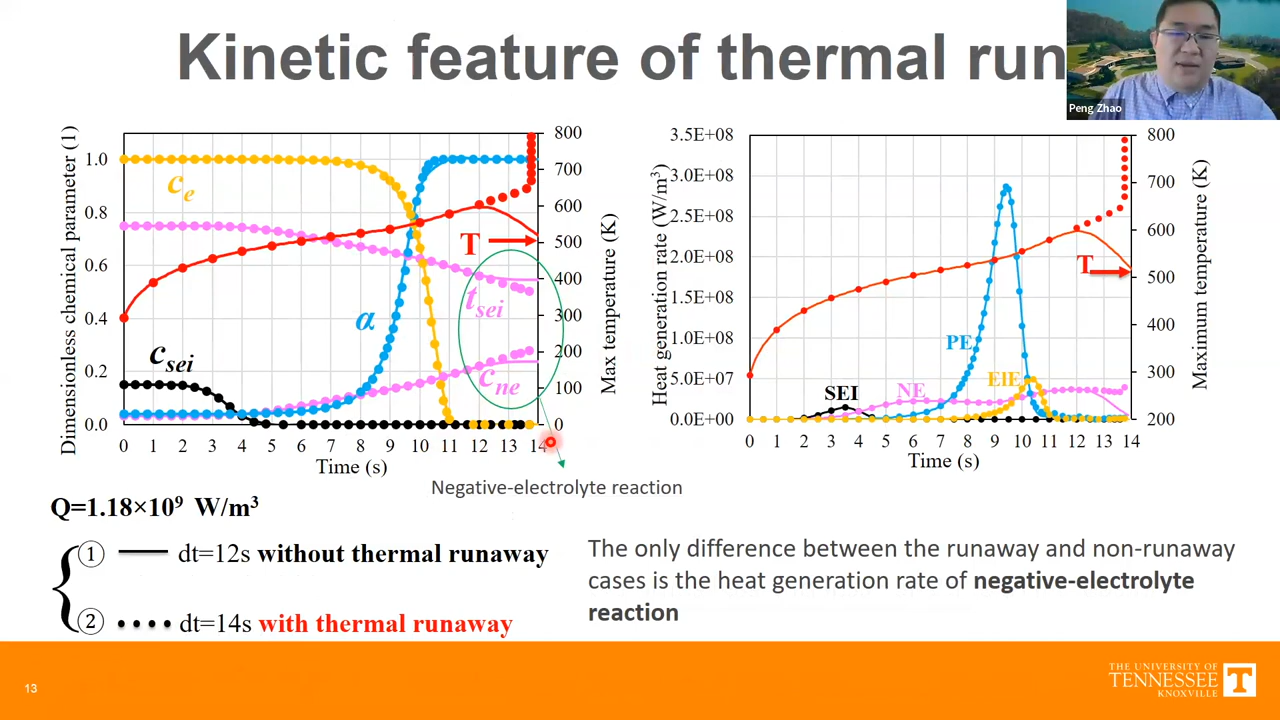 Kinetic feature of thermal run
Peng Zhao
Dimensionless chemical parameter (1)
1.0
0.8
0.6
0.4
0.2
0.0
800
700
600
500
400
300
200
100
0
Max temperature (K)
c_e
T
t_sei
α
c_sei
c_ne
0 1 2 3 4 5 6 7 8 9 10 11 12 13 14
Time (s)
Negative-electrolyte reaction
Heat generation rate (W/m³)
3.5E+08
3.0E+08
2.5E+08
2.0E+08
1.5E+08
1.0E+08
5.0E+07
0.0E+00
800
700
600
500
400
300
200
Maximum temperature (K)
T
PE
EIE
SEI
NE
0 1 2 3 4 5 6 7 8 9 10 11 12 13 14
Time (s)
Q=1.18×10⁹ W/m³
① dt=12s without thermal runaway
② dt=14s with thermal runaway
The only difference between the runaway and non-runaway
cases is the heat generation rate of negative-electrolyte
reaction
13
THE UNIVERSITY OF
TENNESSEE
KNOXVILLE
T